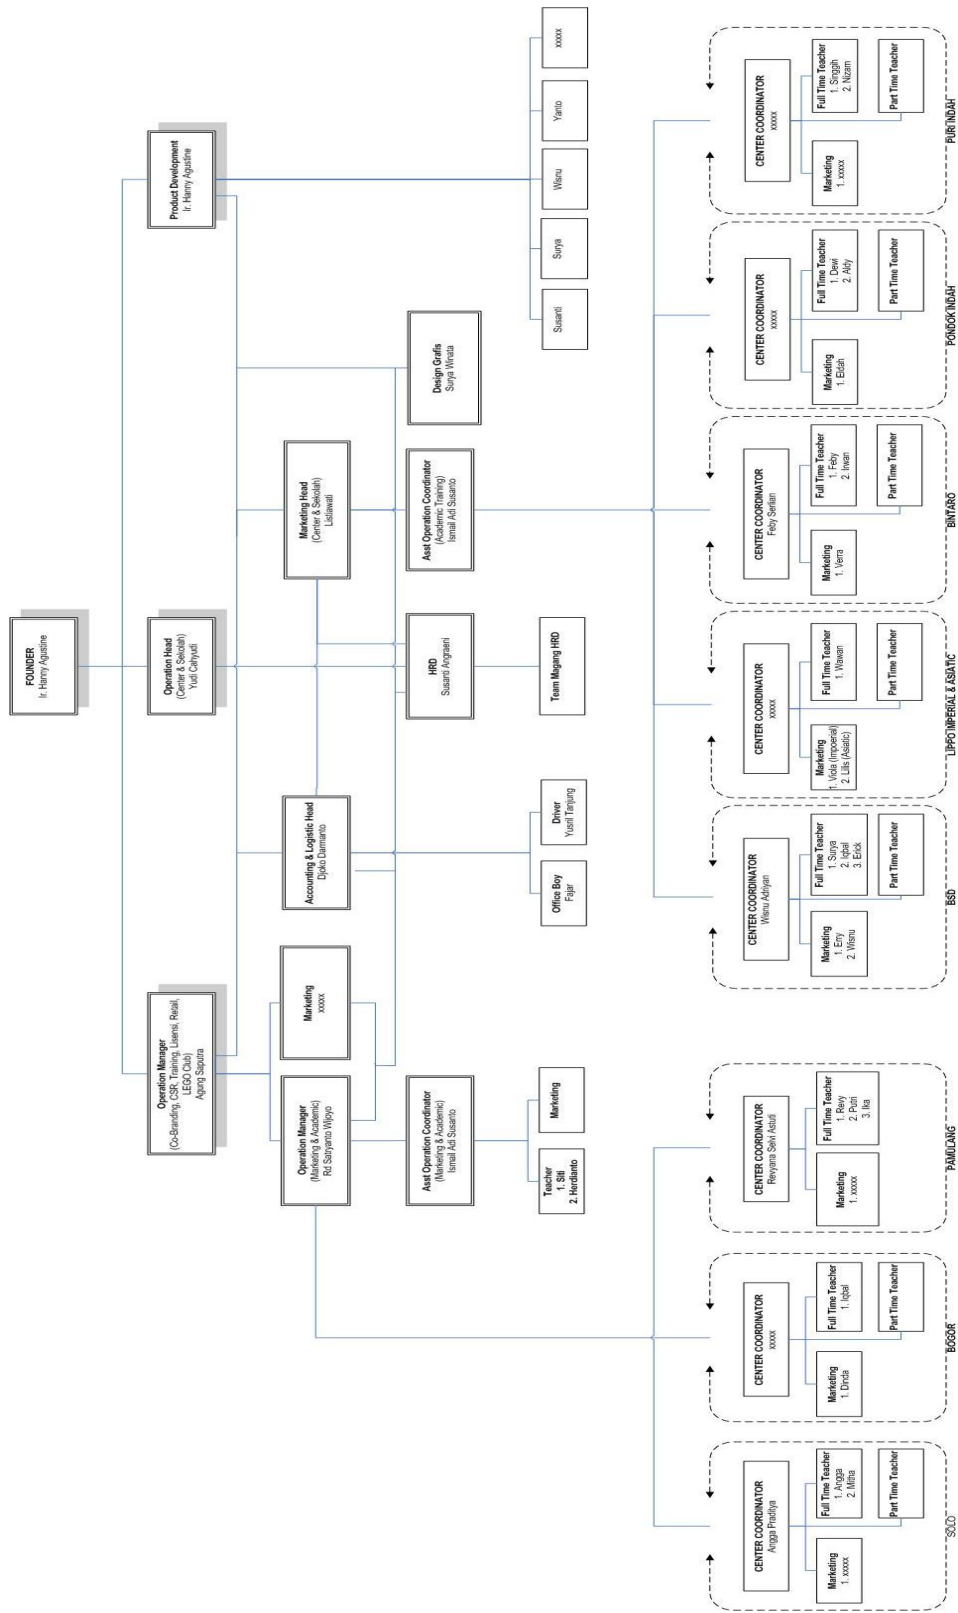 FOUNDER
Ir. Hanny Agustine
Operation Manager
(Co-Branding, CSR, Training, Lisensi, Retail,
LEGO Club)
Agung Saputra
Operation Head
(Center & Sekolah)
Yudi Cahyudi
Product Development
Ir. Hanny Agustine
Operation Manager
(Marketing & Academic)
Rd Satryanto Wijoyo
Marketing
xxxxx
Accounting & Logistic Head
Djoko Darmanto
Marketing Head
(Center & Sekolah)
Listiawati
Asst Operation Coordinator
(Marketing & Academic)
Ismail Adi Susanto
HRD
Susanti Angraeni
Asst Operation Coordinator
(Academic Training)
Ismail Adi Susanto
Design Grafis
Surya Winata
Teacher
1. Siti
2. Herdianto
Marketing
Office Boy
Fajar
Driver
Yusril Tanjung
Team Magang HRD
Susanti
Surya
Wisnu
Yanto
xxxxx
CENTER COORDINATOR
Angga Praditya
Marketing
1. xxxxx
Full Time Teacher
1. Angga
2. Mitha
Part Time Teacher
SOLO
CENTER COORDINATOR
xxxxx
Marketing
1. Dinda
Full Time Teacher
1. Iqbal
Part Time Teacher
BOGOR
CENTER COORDINATOR
Revyana Selvi Astuti
Marketing
1. xxxxx
Full Time Teacher
1. Revy
2. Putri
3. Ika
PAMULANG
CENTER COORDINATOR
Wisnu Adriyan
Marketing
1. Erry
2. Wisnu
Full Time Teacher
1. Surya
2. Iqbal
3. Erick
Part Time Teacher
BSD
CENTER COORDINATOR
xxxxx
Marketing
1. Viola (Impoerial)
2. Lilis (Asiatic)
Full Time Teacher
1. Wawan
Part Time Teacher
LIPPO IMPERIAL & ASIATIC
CENTER COORDINATOR
Feby Serlian
Marketing
1. Verra
Full Time Teacher
1. Feby
2. Irwan
Part Time Teacher
BINTARO
CENTER COORDINATOR
xxxxx
Marketing
1. Eldah
Full Time Teacher
1. Dewi
2. Aldy
Part Time Teacher
PONDOK INDAH
CENTER COORDINATOR
xxxxx
Marketing
1. xxxxx
Full Time Teacher
1. Singgih
2. Nizam
Part Time Teacher
PURI INDAH